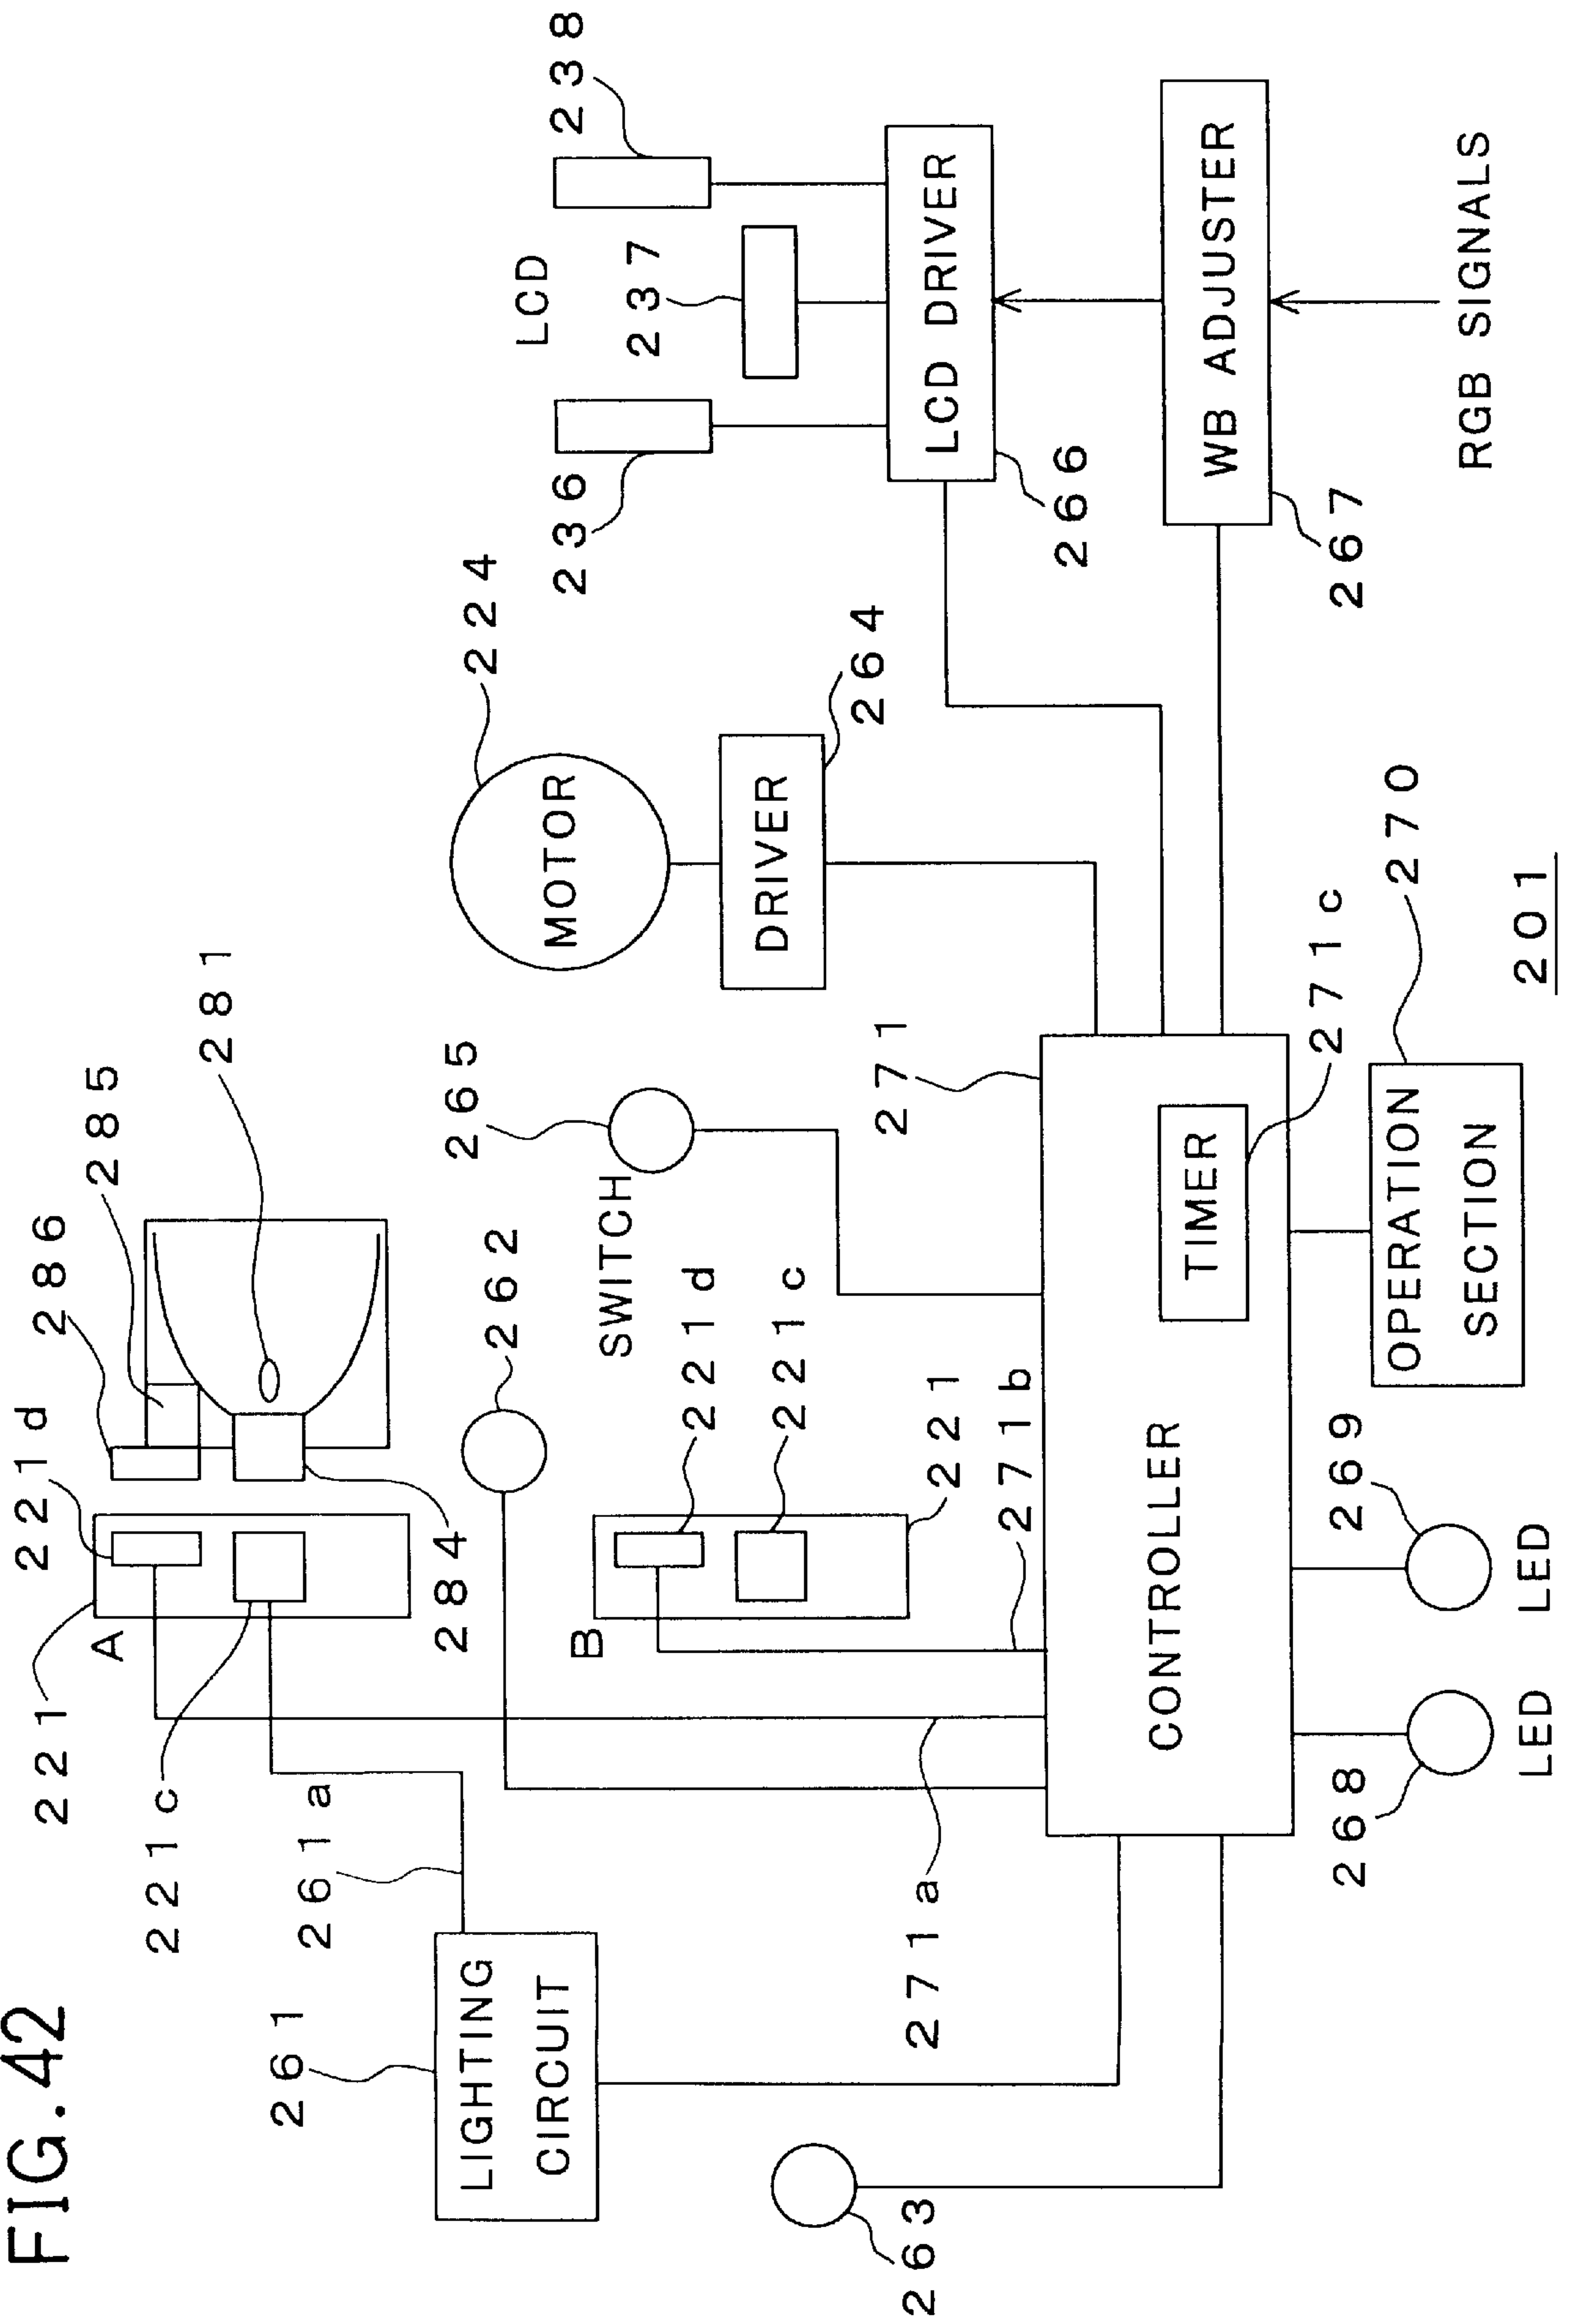 FIG. 42
221
A
221d
286
285
281
221c
284
261a
261
LIGHTING
CIRCUIT
262
265
SWITCH
224
MOTOR
DRIVER
264
236
LCD
237
238
B
221d
221c
221
LCD DRIVER
266
263
271a
271b
271
CONTROLLER
TIMER
271c
WB ADJUSTER
267
268
LED
269
LED
OPERATION
SECTION
270
RGB SIGNALS
201